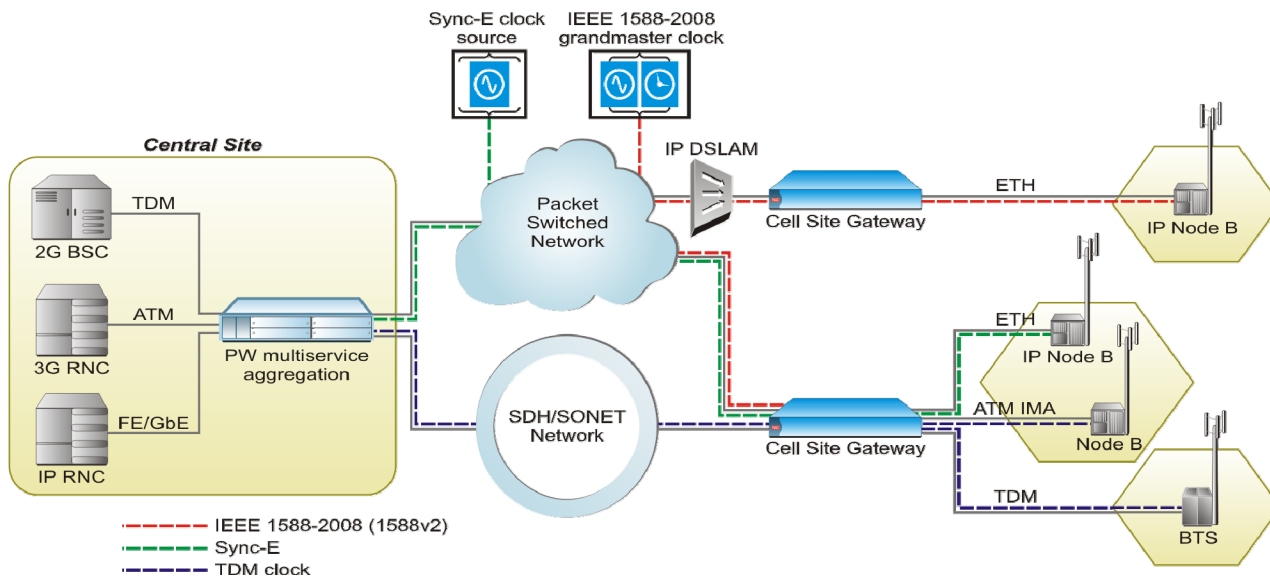 Sync-E clock
source
IEEE 1588-2008
grandmaster clock
Central Site
IP DSLAM
TDM
2G BSC
Packet
Switched
Network
Cell Site Gateway
ETH
IP Node B
ATM
3G RNC
PW multiservice
aggregation
FE/GbE
IP RNC
SDH/SONET
Network
Cell Site Gateway
ETH
IP Node B
ATM IMA
Node B
TDM
BTS
IEEE 1588-2008 (1588v2)
Sync-E
TDM clock